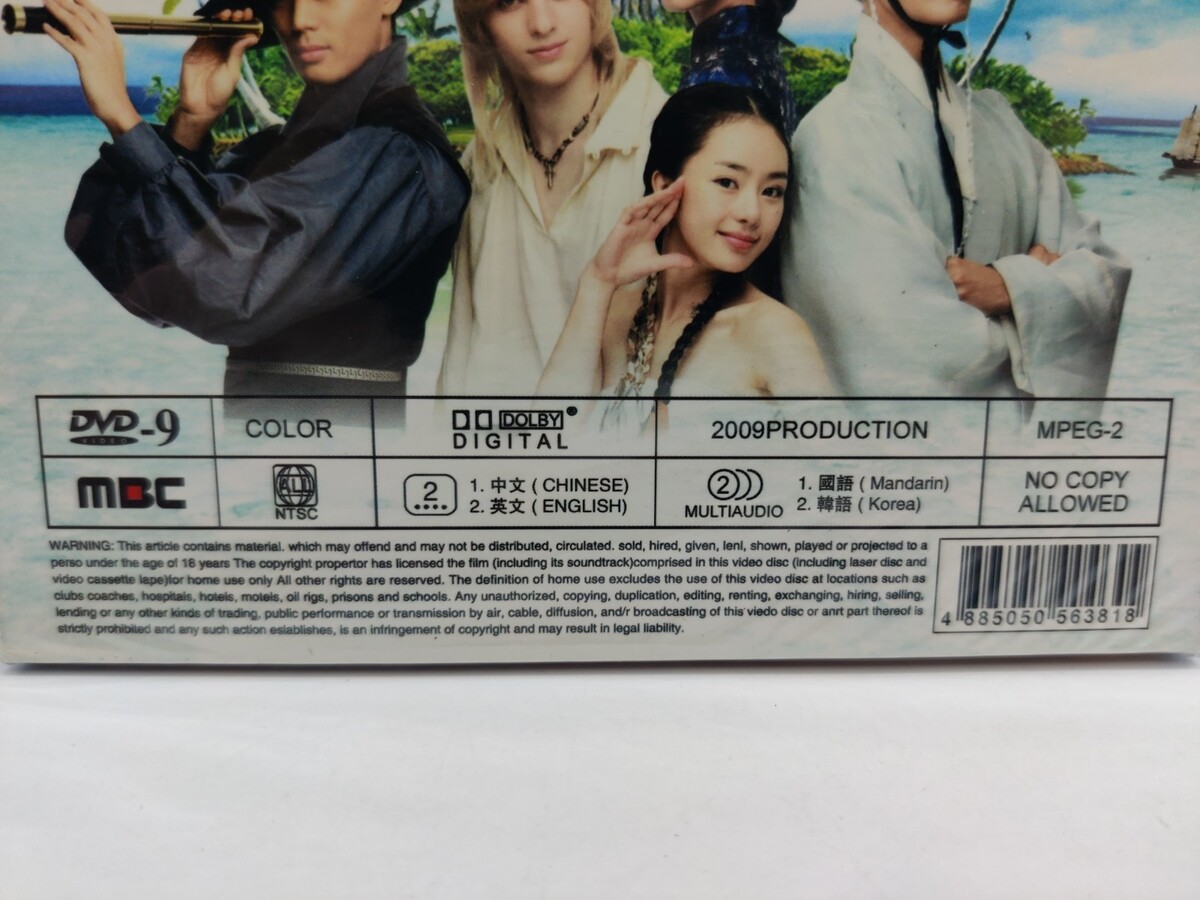 DVD VIDEO -9
COLOR
DOLBY®
DIGITAL
2009PRODUCTION
MPEG-2
MBC
ALL
NTSC
2
1. 中文 ( CHINESE)
2. 英文 ( ENGLISH)
2
MULTIAUDIO
1. 國語 ( Mandarin)
2. 韓語 ( Korea)
NO COPY
ALLOWED
WARNING: This article contains material. which may offend and may not be distributed, circulated. sold, hired, given, lenl, shown, played or projected to a
perso under the age of 18 years The copyright propertor has licensed the film (including its soundtrack)comprised in this video disc (including laser disc and
video cassette lape)lor home use only All other rights are reserved. The definition of home use excludes the use of this video disc at locations such as
clubs coaches, hospitals, hotels, moteis, oil rigs, prisons and schools. Any unauthorized, copying, duplication, editing, renting, exchanging, hiring, selling,
lending or any other kinds of trading, public performance or transmission by air, cable, diffusion, and/r broadcasting of this viedo disc or anrt part thereof is
strictly prohibited and any such action esiablishes, is an infringement of copyright and may result in legal liability.
4 885050 563818